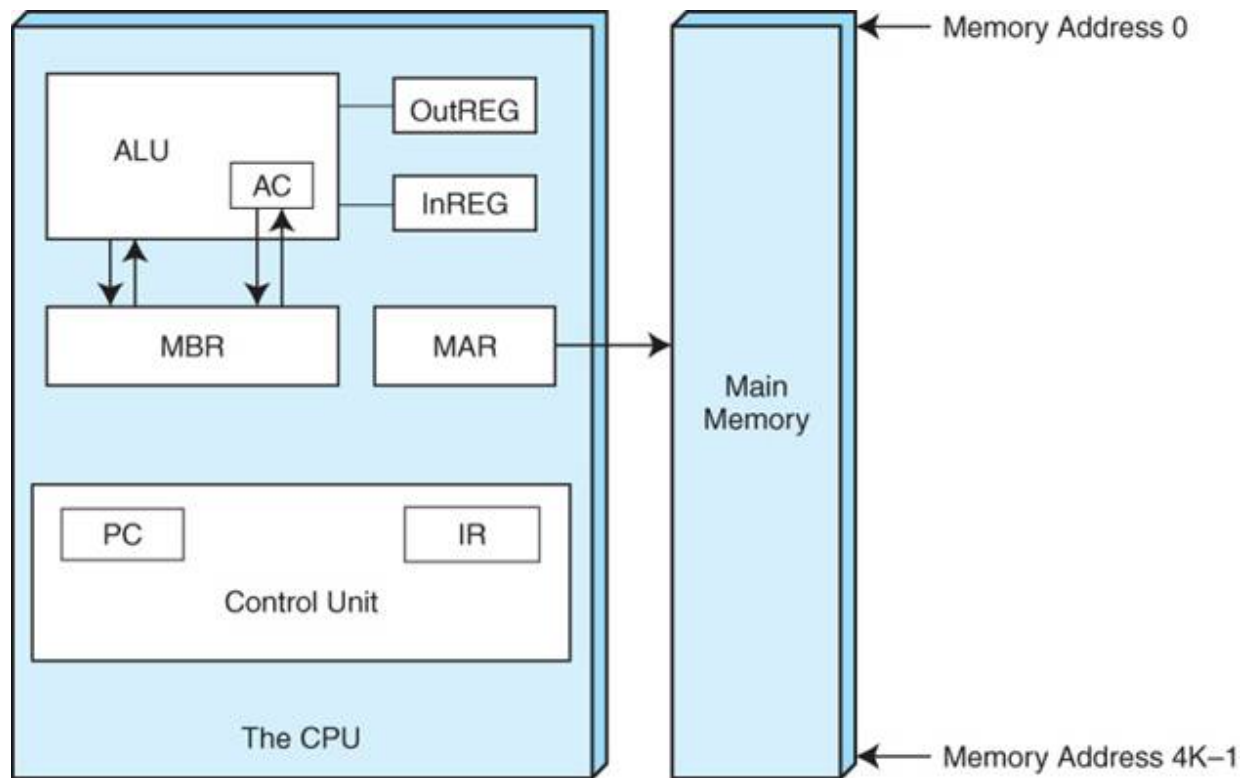 Memory Address 0
OutREG
ALU
AC
InREG
MBR
MAR
Main
Memory
PC
IR
Control Unit
The CPU
Memory Address 4K–1